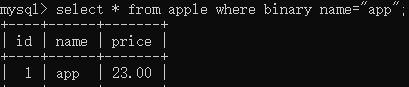 mysql> select * from apple where binary name="app";
+----+------+-------+
| id | name | price |
+----+------+-------+
|  1 | app  | 23.00 |